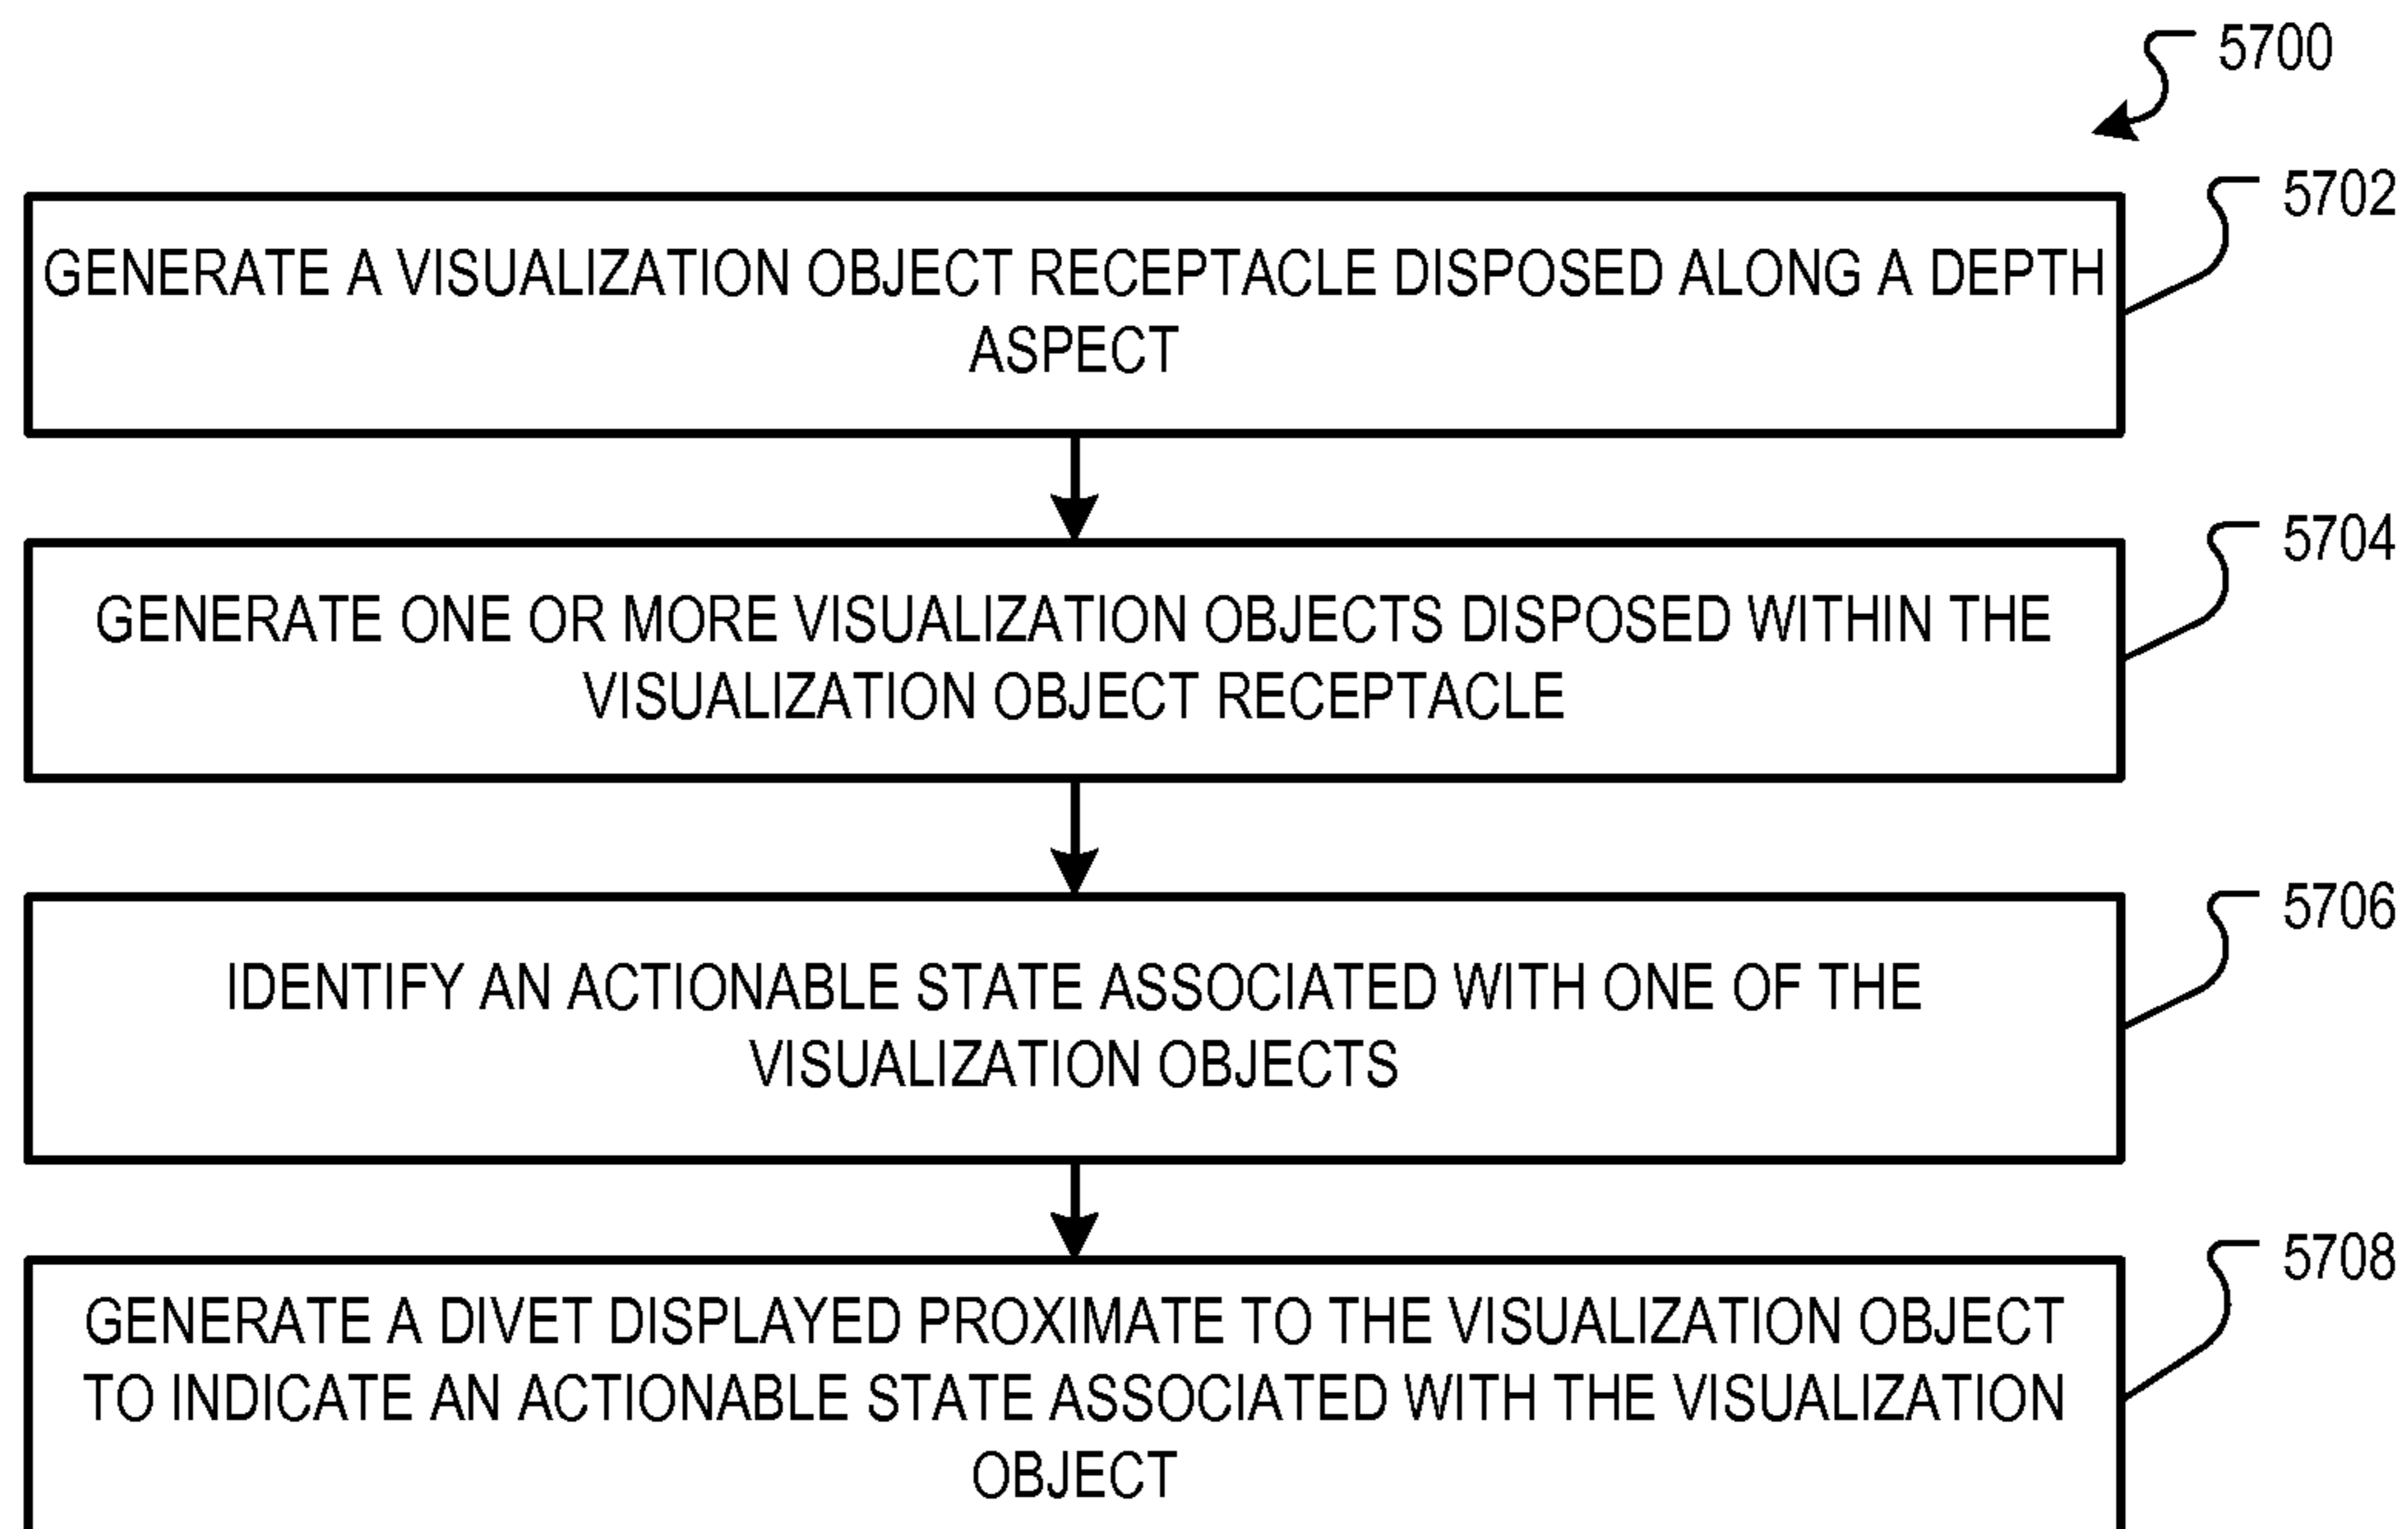 5700
5702
GENERATE A VISUALIZATION OBJECT RECEPTACLE DISPOSED ALONG A DEPTH
ASPECT
5704
GENERATE ONE OR MORE VISUALIZATION OBJECTS DISPOSED WITHIN THE
VISUALIZATION OBJECT RECEPTACLE
5706
IDENTIFY AN ACTIONABLE STATE ASSOCIATED WITH ONE OF THE
VISUALIZATION OBJECTS
5708
GENERATE A DIVET DISPLAYED PROXIMATE TO THE VISUALIZATION OBJECT
TO INDICATE AN ACTIONABLE STATE ASSOCIATED WITH THE VISUALIZATION
OBJECT